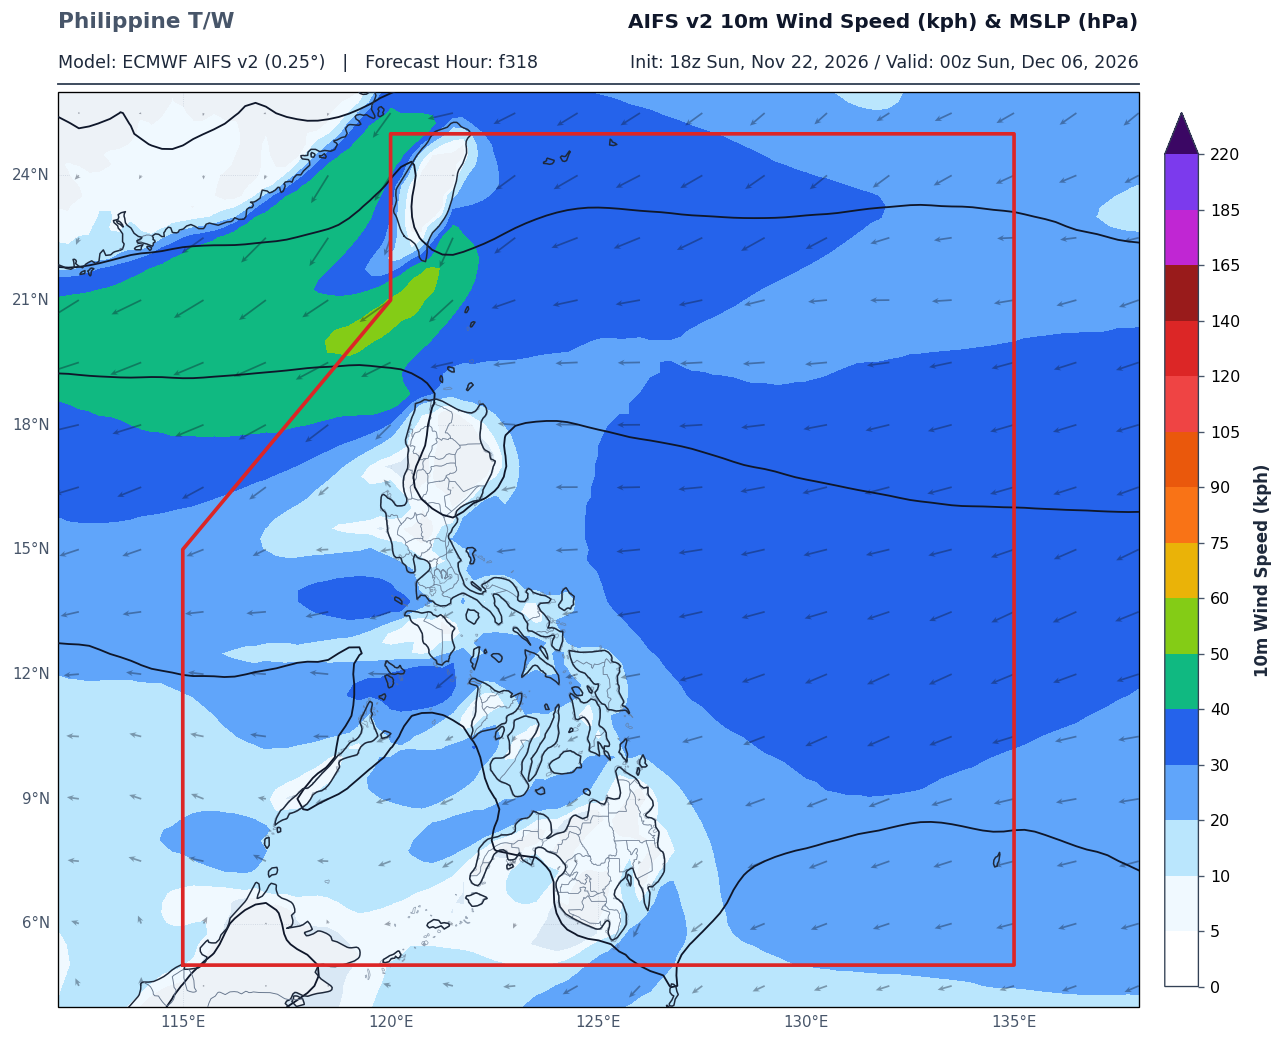 Philippine T/W
AIFS v2 10m Wind Speed (kph) & MSLP (hPa)
Model: ECMWF AIFS v2 (0.25°)   |   Forecast Hour: f318
Init: 18z Sun, Nov 22, 2026 / Valid: 00z Sun, Dec 06, 2026
24°N
21°N
18°N
15°N
12°N
9°N
6°N
115°E
120°E
125°E
130°E
135°E
220
185
165
140
120
105
90
75
60
50
40
30
20
10
5
0
10m Wind Speed (kph)